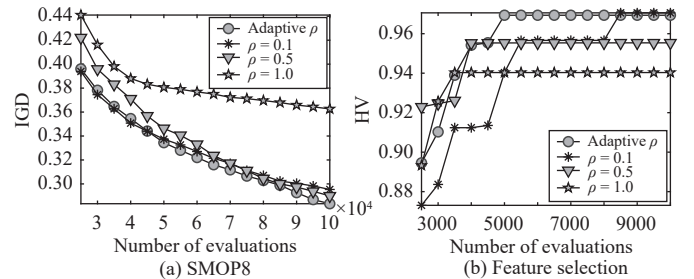 0.44
0.42
0.40
0.38
0.36
0.34
0.32
0.30
IGD
Adaptive ρ
ρ = 0.1
ρ = 0.5
ρ = 1.0
3 4 5 6 7 8 9 10
×10⁴
Number of evaluations
(a) SMOP8
0.96
0.94
0.92
0.90
0.88
HV
Adaptive ρ
ρ = 0.1
ρ = 0.5
ρ = 1.0
3000 5000 7000 9000
Number of evaluations
(b) Feature selection